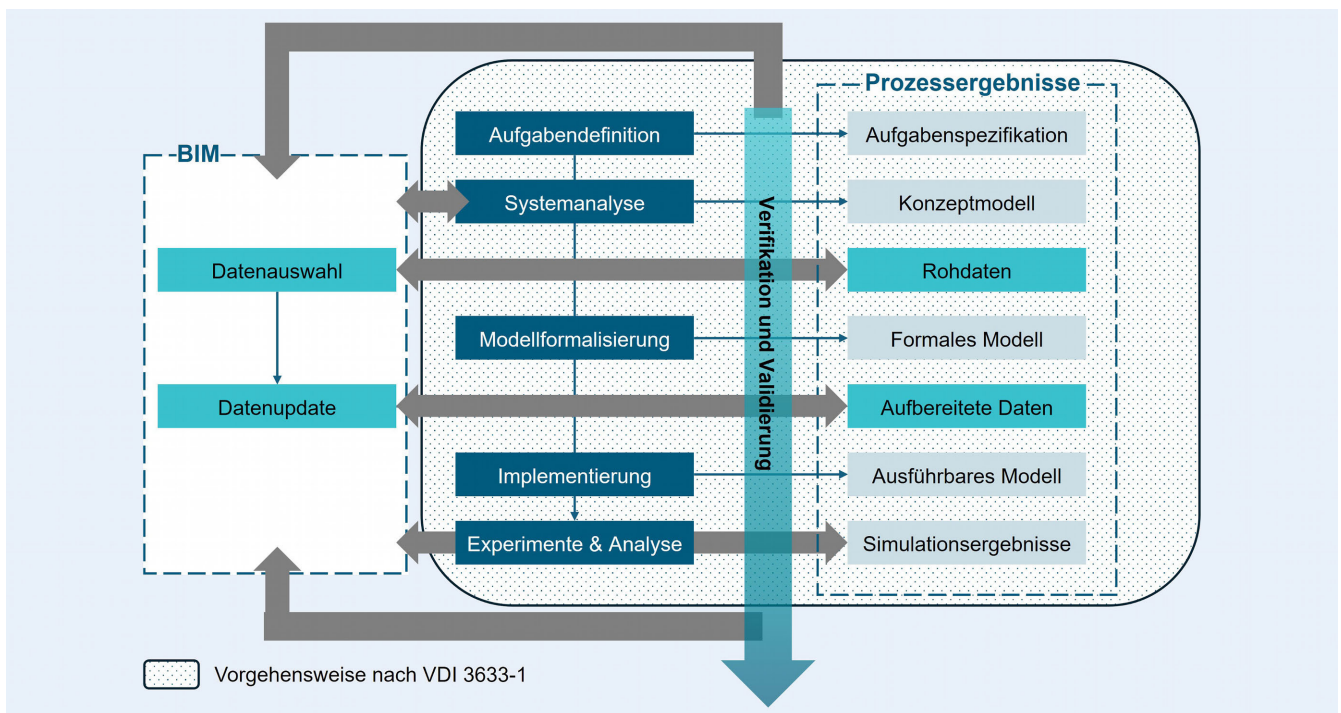 Prozessergebnisse
Aufgabendefinition
Aufgabenspezifikation
BIM
Systemanalyse
Konzeptmodell
Datenauswahl
Rohdaten
Modellformalisierung
Formales Modell
Datenupdate
Aufbereitete Daten
Implementierung
Ausführbares Modell
Experimente & Analyse
Simulationsergebnisse
Verifikation und Validierung
Vorgehensweise nach VDI 3633-1